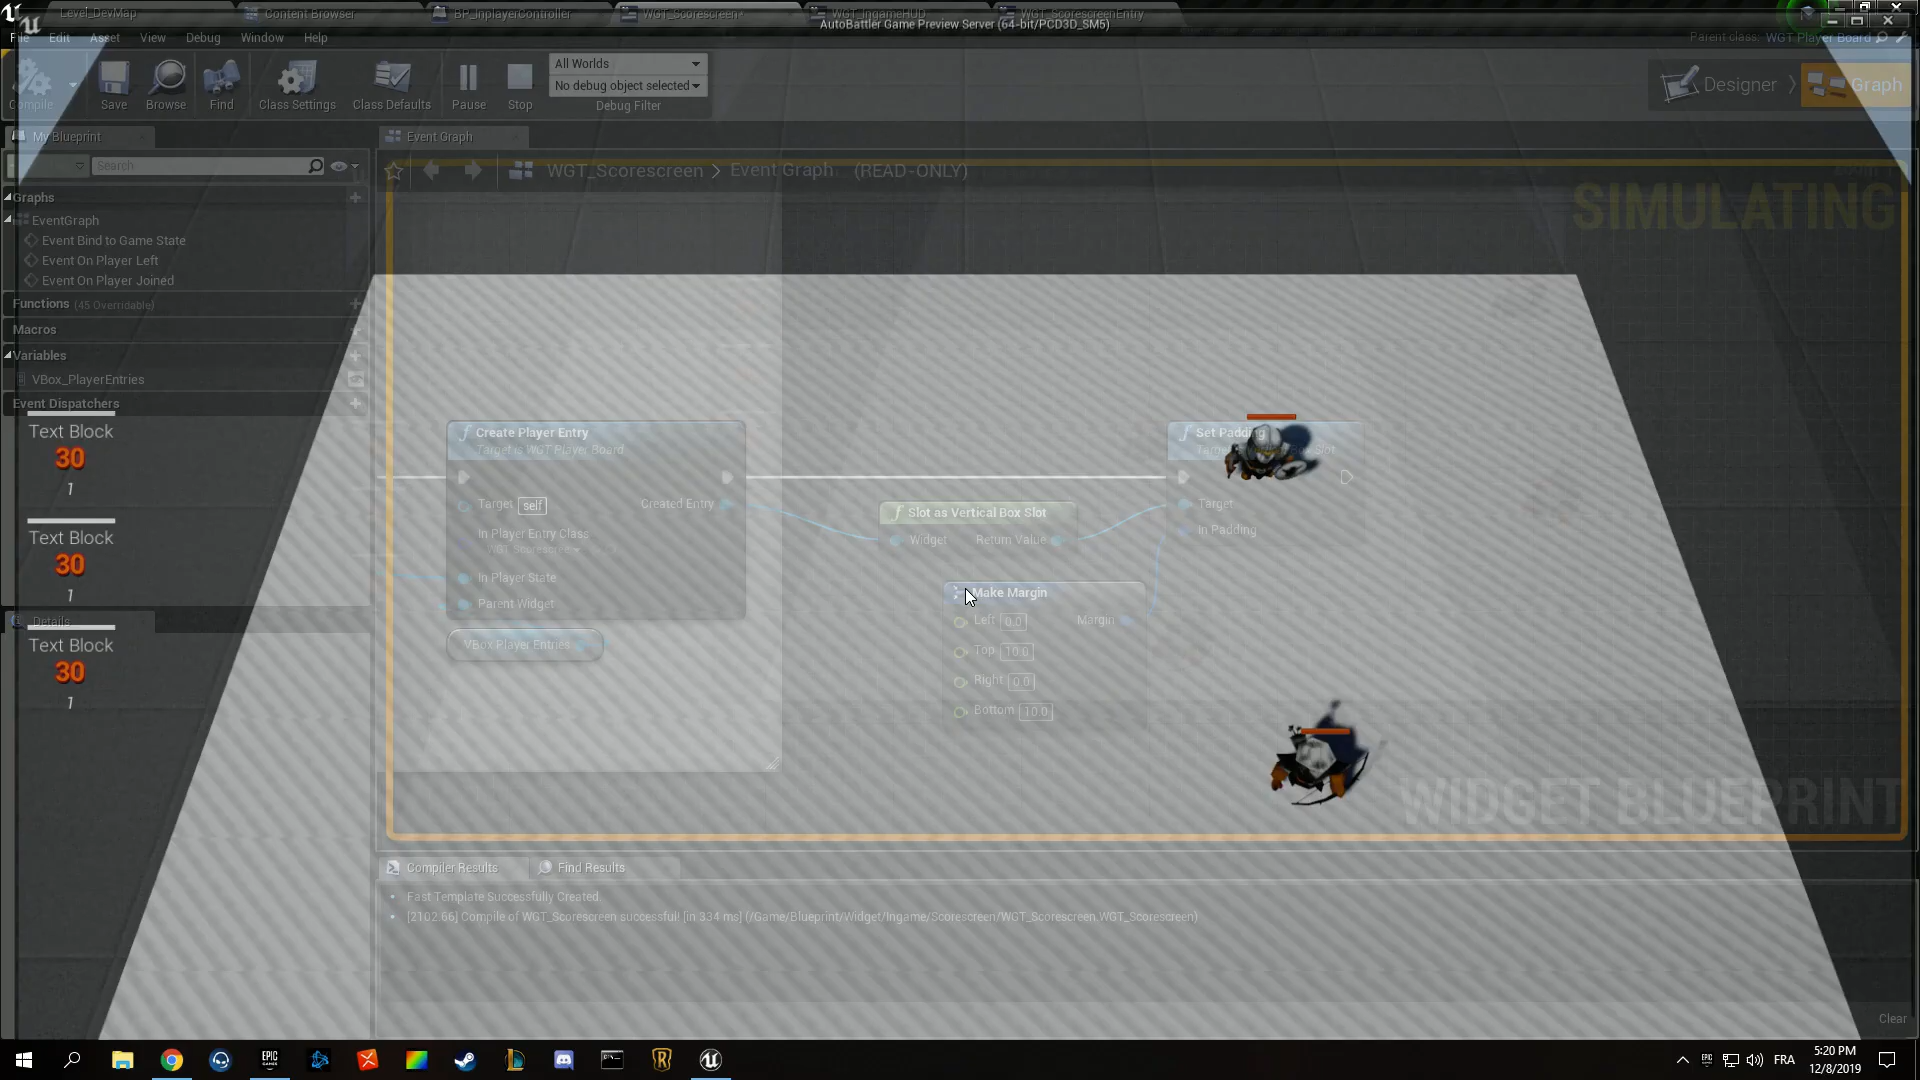 Level_DevMap
Content Browser
BP_InplayerController
WGT_Scorescreen*
WGT_IngameHUD
WGT_ScorescreenEntry
AutoBattler Game Preview Server (64-bit/PCD3D_SM5)
File Edit Asset View Debug Window Help
Parent class: WGT Player Board
Compile
Save
Browse
Find
Class Settings
Class Defaults
Pause
Stop
All Worlds
No debug object selected
Debug Filter
Designer
Graph
My Blueprint
Search
Graphs
EventGraph
Event Bind to Game State
Event On Player Left
Event On Player Joined
Functions (45 Overridable)
Macros
Variables
VBox_PlayerEntries
Event Dispatchers
Text Block
30
1
Text Block
30
1
Details
Text Block
30
1
Event Graph
WGT_Scorescreen > Event Graph (READ-ONLY)
SIMULATING
Create Player Entry
Target is WGT Player Board
Target self
Created Entry
In Player Entry Class
WGT Scorescree
In Player State
Parent Widget
VBox Player Entries
Slot as Vertical Box Slot
Widget
Return Value
Make Margin
Left 0.0
Margin
Top 10.0
Right 0.0
Bottom 10.0
Set Padding
Target
In Padding
WIDGET BLUEPRINT
Compiler Results
Find Results
Fast Template Successfully Created.
[2102.66] Compile of WGT_Scorescreen successful! [in 334 ms] (/Game/Blueprint/Widget/Ingame/Scorescreen/WGT_Scorescreen.WGT_Scorescreen)
Clear
EPIC GAMES
FRA
5:20 PM
12/8/2019